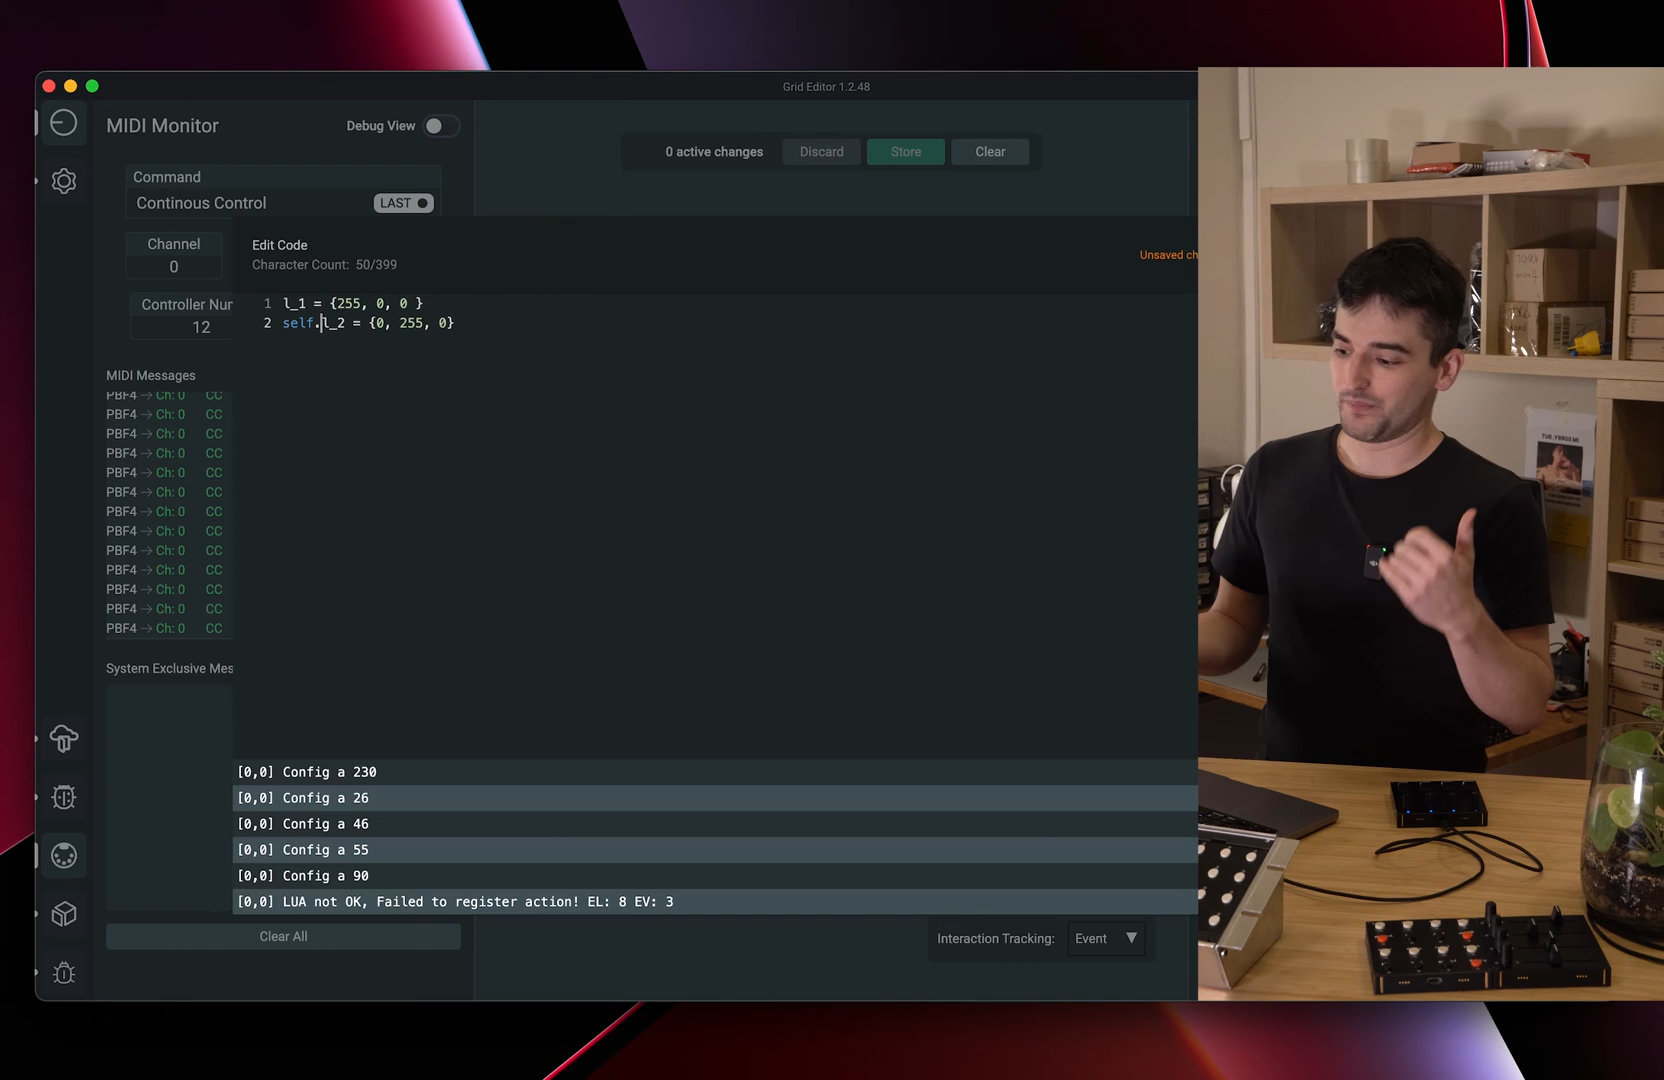 Grid Editor 1.2.48
MIDI Monitor
Debug View
0 active changes
Discard
Store
Clear
Command
Continous Control
LAST
Channel
0
Controller Nur
12
Edit Code
Character Count: 50/399
Unsaved ch
1 l_1 = {255, 0, 0 }
2 self.l_2 = {0, 255, 0}
MIDI Messages
PBF4 → Ch: 0 CC
PBF4 → Ch: 0 CC
PBF4 → Ch: 0 CC
PBF4 → Ch: 0 CC
PBF4 → Ch: 0 CC
PBF4 → Ch: 0 CC
PBF4 → Ch: 0 CC
PBF4 → Ch: 0 CC
PBF4 → Ch: 0 CC
PBF4 → Ch: 0 CC
PBF4 → Ch: 0 CC
PBF4 → Ch: 0 CC
PBF4 → Ch: 0 CC
System Exclusive Mes
[0,0] Config a 230
[0,0] Config a 26
[0,0] Config a 46
[0,0] Config a 55
[0,0] Config a 90
[0,0] LUA not OK, Failed to register action! EL: 8 EV: 3
Clear All
Interaction Tracking:
Event